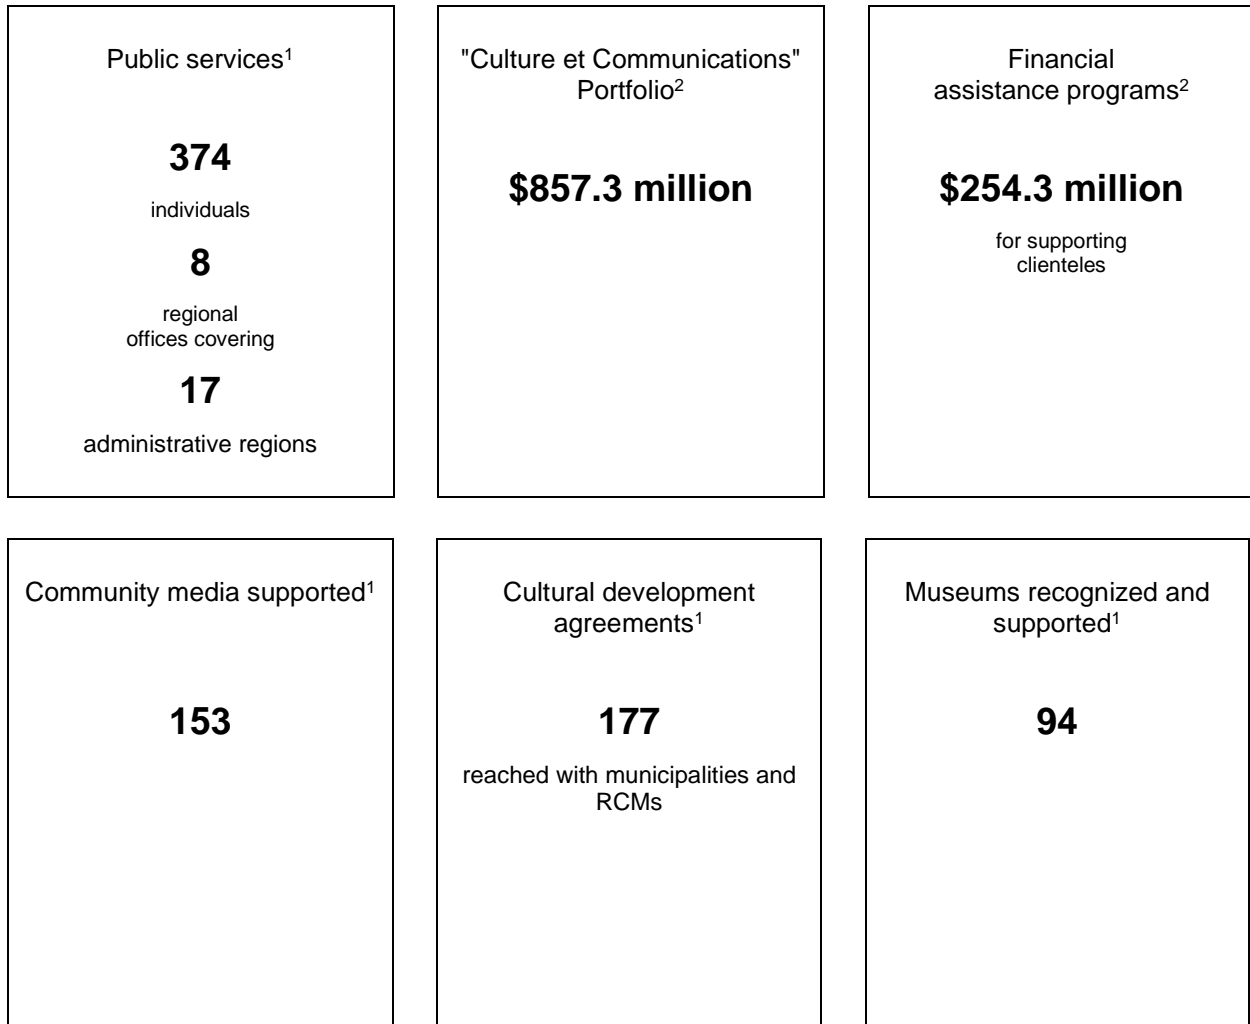 Public services¹
374
individuals
8
regional
offices covering
17
administrative regions
"Culture et Communications"
Portfolio²
$857.3 million
Financial
assistance programs²
$254.3 million
for supporting
clienteles
Community media supported¹
153
Cultural development
agreements¹
177
reached with municipalities and
RCMs
Museums recognized and
supported¹
94